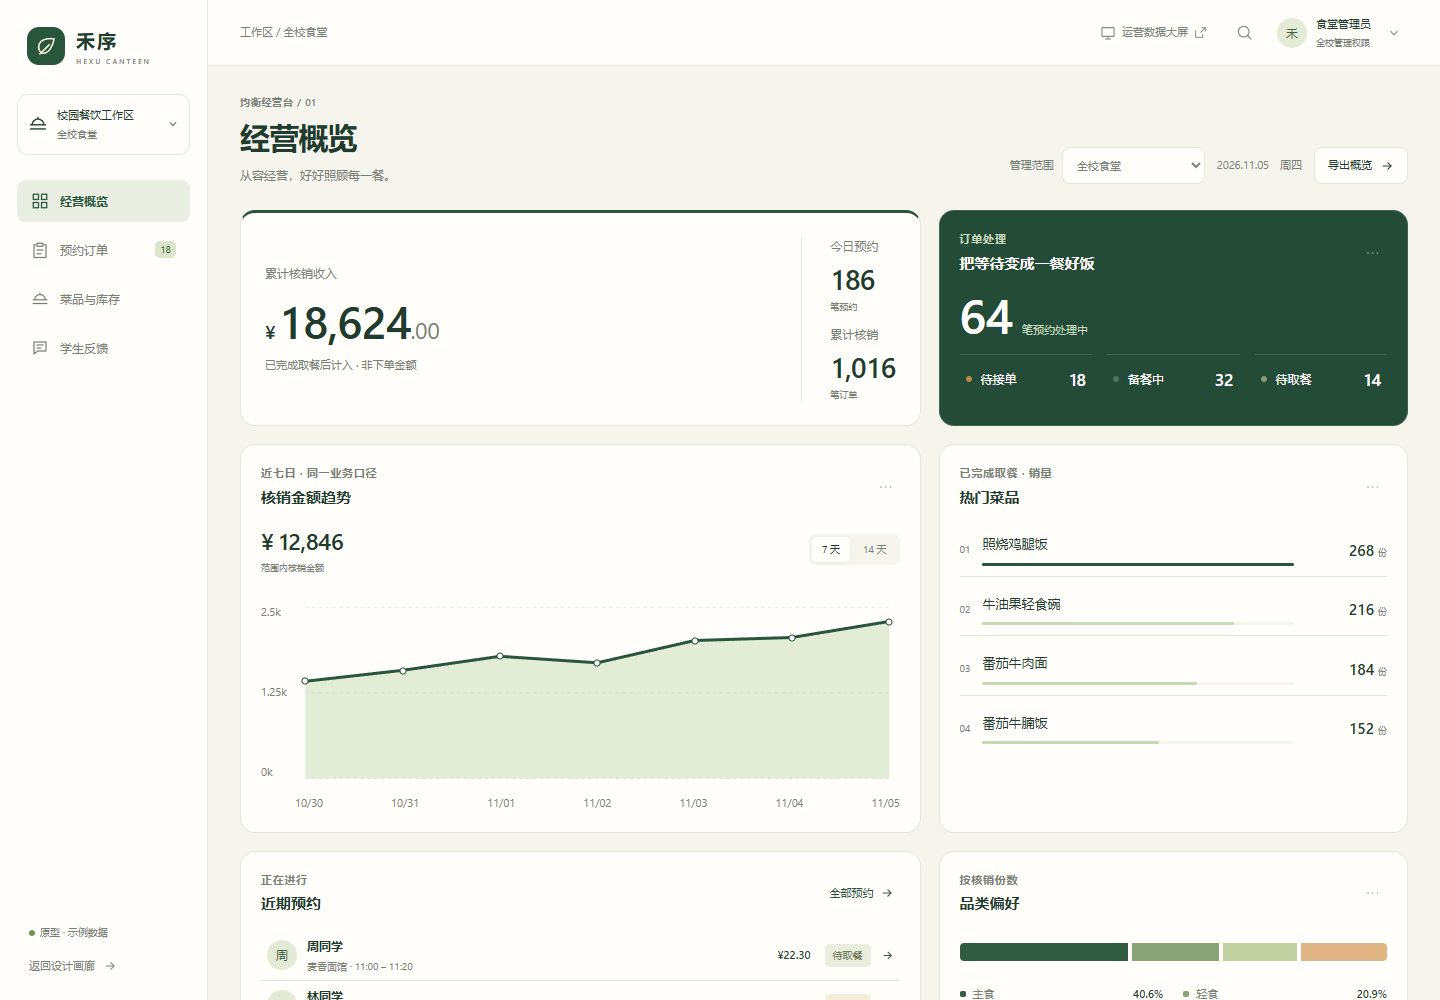 禾序
HEXU CANTEEN
校园餐饮工作区
全校食堂
经营概览
预约订单 18
菜品与库存
学生反馈
原型 · 示例数据
返回设计画廊
工作区 / 全校食堂
运营数据大屏
禾
食堂管理员
全校管理权限
均衡经营台 / 01
经营概览
从容经营，好好照顾每一餐。
管理范围 全校食堂 2026.11.05 周四 导出概览
累计核销收入
¥ 18,624.00
已完成取餐后计入 · 非下单金额
今日预约
186
笔预约
累计核销
1,016
笔订单
订单处理
把等待变成一餐好饭
64 笔预约处理中
待接单 18 备餐中 32 待取餐 14
近七日 · 同一业务口径
核销金额趋势
¥ 12,846
范围内核销金额
7 天 14 天
2.5k
1.25k
0k
10/30 10/31 11/01 11/02 11/03 11/04 11/05
已完成取餐 · 销量
热门菜品
01 照烧鸡腿饭 268 份
02 牛油果轻食碗 216 份
03 番茄牛肉面 184 份
04 番茄牛腩饭 152 份
正在进行
近期预约
全部预约
周 周同学
麦香面馆 · 11:00 – 11:20
¥22.30 待取餐
林同学
按核销份数
品类偏好
主食 40.6% 轻食 20.9%